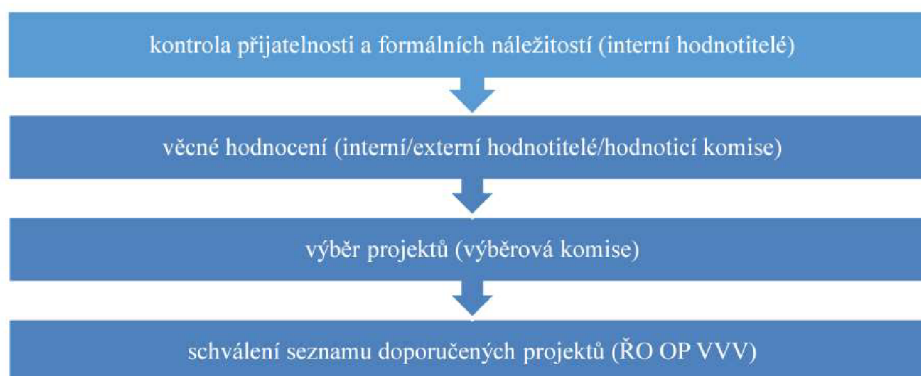 kontrola přijatelnosti a formálních náležitostí (interní hodnotitelé)
věcné hodnocení (interní/externí hodnotitelé/hodnoticí komise)
výběr projektů (výběrová komise)
schválení seznamu doporučených projektů (ŘO OP VVV)